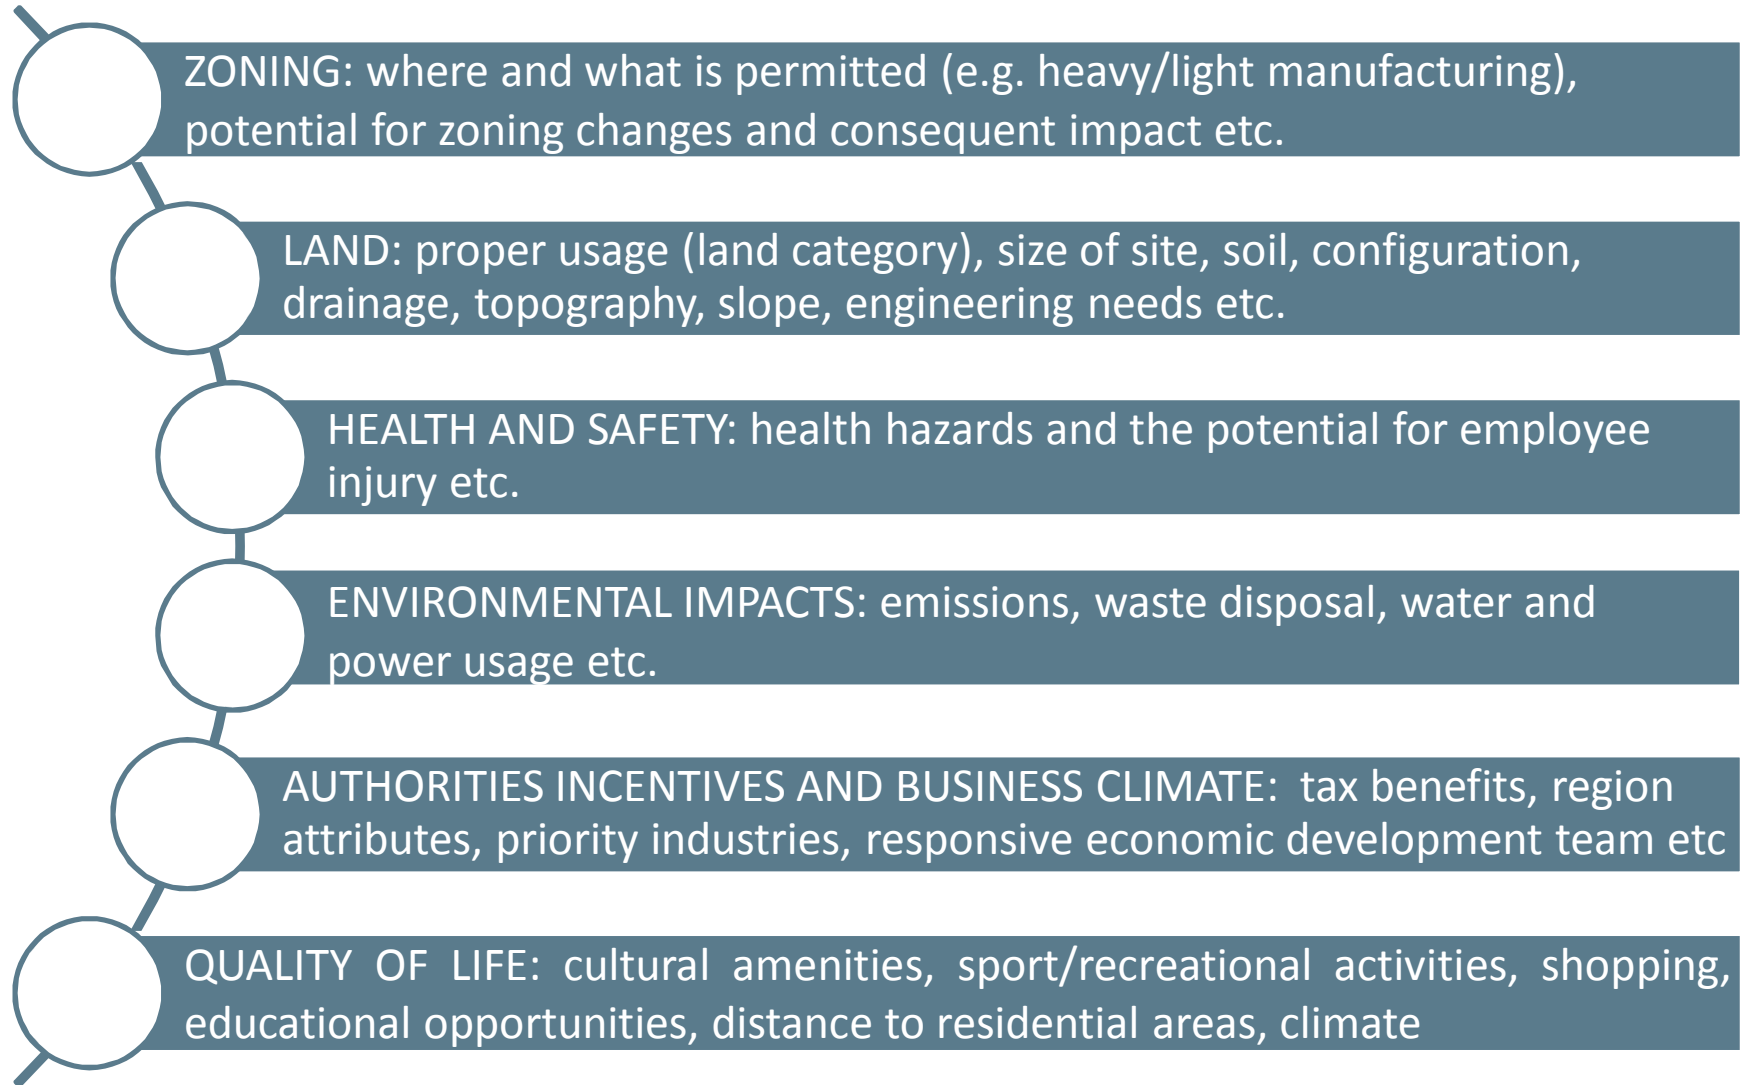 ZONING: where and what is permitted (e.g. heavy/light manufacturing),
potential for zoning changes and consequent impact etc.
LAND: proper usage (land category), size of site, soil, configuration,
drainage, topography, slope, engineering needs etc.
HEALTH AND SAFETY: health hazards and the potential for employee
injury etc.
ENVIRONMENTAL IMPACTS: emissions, waste disposal, water and
power usage etc.
AUTHORITIES INCENTIVES AND BUSINESS CLIMATE: tax benefits, region
attributes, priority industries, responsive economic development team etc
QUALITY OF LIFE: cultural amenities, sport/recreational activities, shopping,
educational opportunities, distance to residential areas, climate